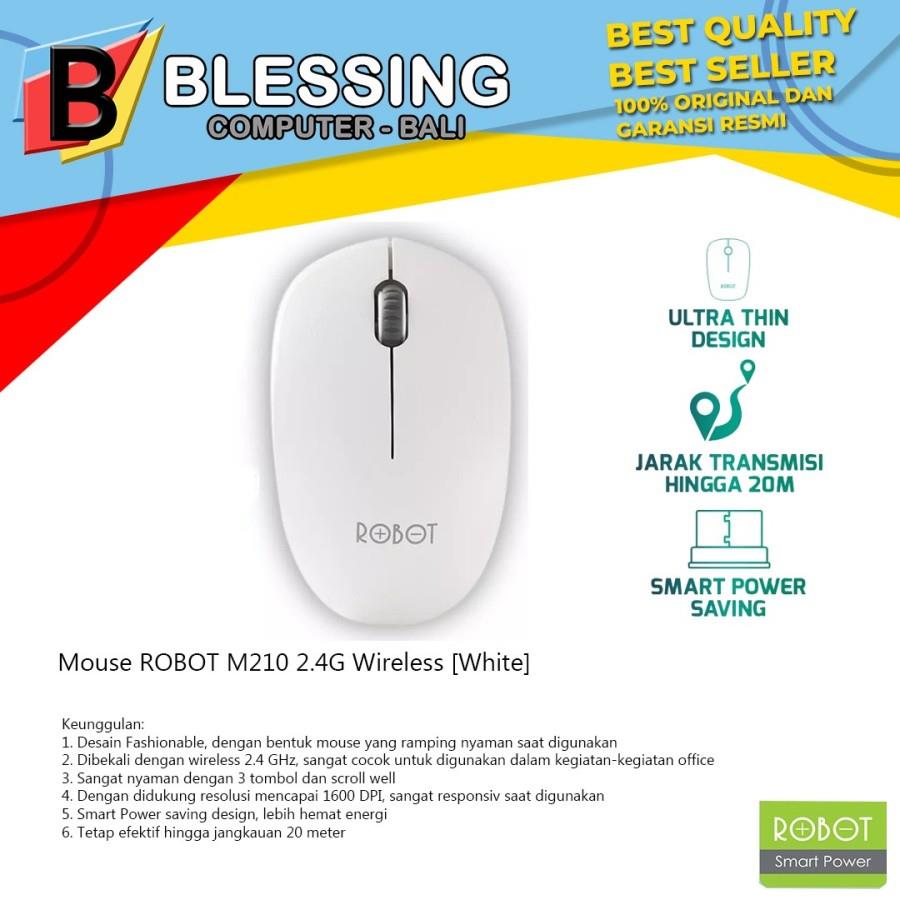 B
BLESSING
COMPUTER - BALI
BEST QUALITY
BEST SELLER
100% ORIGINAL DAN
GARANSI RESMI
ROBOT
ULTRA THIN
DESIGN
JARAK TRANSMISI
HINGGA 20M
SMART POWER
SAVING
ROBOT
Mouse ROBOT M210 2.4G Wireless [White]
Keunggulan:
1. Desain Fashionable, dengan bentuk mouse yang ramping nyaman saat digunakan
2. Dibekali dengan wireless 2.4 GHz, sangat cocok untuk digunakan dalam kegiatan-kegiatan office
3. Sangat nyaman dengan 3 tombol dan scroll well
4. Dengan didukung resolusi mencapai 1600 DPI, sangat responsiv saat digunakan
5. Smart Power saving design, lebih hemat energi
6. Tetap efektif hingga jangkauan 20 meter
ROBOT
Smart Power